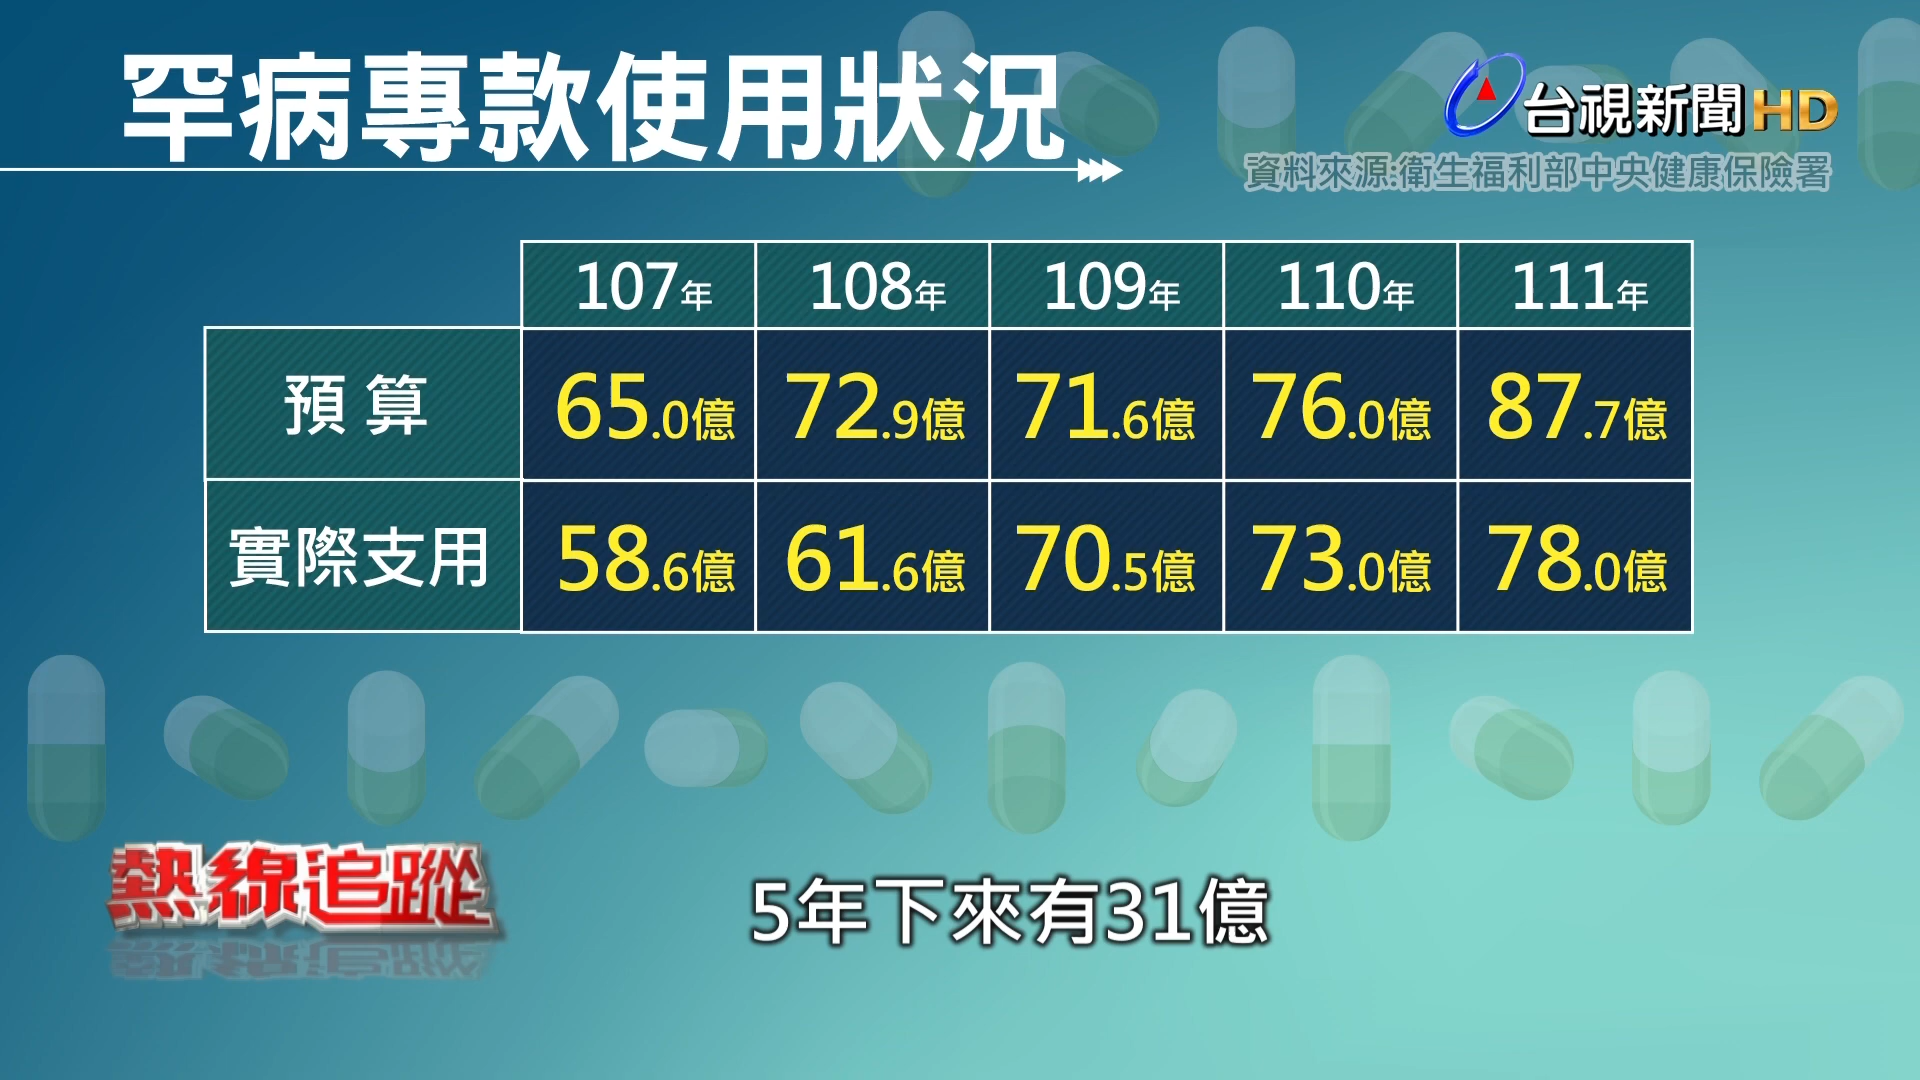 罕病專款使用狀況
台視新聞HD
資料來源:衛生福利部中央健康保險署
107年 108年 109年 110年 111年
預算 65.0億 72.9億 71.6億 76.0億 87.7億
實際支用 58.6億 61.6億 70.5億 73.0億 78.0億
熱線追蹤
5年下來有31億